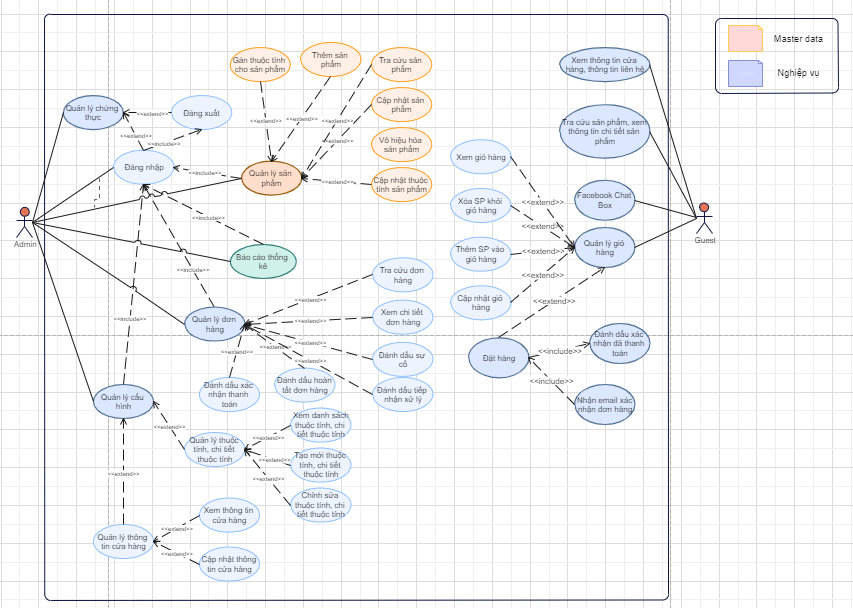 Xem thông tin cửa
hàng, thông tin liên hệ
Master data
Nghiệp vụ
Gán thuộc tính
cho sản phẩm
Thêm sản
phẩm
Tra cứu sản
phẩm
Cập nhật sản
phẩm
Vô hiệu hóa
sản phẩm
Cập nhật thuộc
tính sản phẩm
Quản lý chứng
thực
<<extend>>
Đăng xuất
<<extend>>
<<include>>
Đăng nhập
<<include>>
Quản lý sản
phẩm
<<extend>>
<<extend>>
<<extend>>
<<extend>>
<<extend>>
Tra cứu sản phẩm, xem
thông tin chi tiết sản
phẩm
Xem giỏ hàng
Xóa SP khỏi
giỏ hàng
Thêm SP vào
giỏ hàng
Cập nhật giỏ
hàng
<<extend>>
<<extend>>
<<extend>>
<<extend>>
<<extend>>
Facebook Chat
Box
Quản lý giỏ
hàng
Admin
Guest
<<include>>
Báo cáo thống
kê
<<include>>
<<include>>
Quản lý đơn
hàng
Tra cứu đơn
hàng
Xem chi tiết
đơn hàng
Đánh dấu sự
cố
Đánh dấu tiếp
nhận xử lý
<<extend>>
<<extend>>
<<extend>>
<<extend>>
<<extend>>
<<extend>>
Đánh dấu xác
nhận thanh
toán
Đánh dấu hoàn
tất đơn hàng
Đặt hàng
<<include>>
<<include>>
Đánh dấu xác
nhận đã thanh
toán
Nhận email xác
nhận đơn hàng
Quản lý cấu
hình
<<extend>>
Quản lý thuộc
tính, chi tiết
thuộc tính
<<extend>>
<<extend>>
<<extend>>
Xem danh sách
thuộc tính, chi
tiết thuộc tính
Tạo mới thuộc
tính, chi tiết
thuộc tính
Chỉnh sửa
thuộc tính, chi
tiết thuộc tính
<<extend>>
Quản lý thông
tin cửa hàng
<<extend>>
<<extend>>
Xem thông tin
cửa hàng
Cập nhật thông
tin cửa hàng